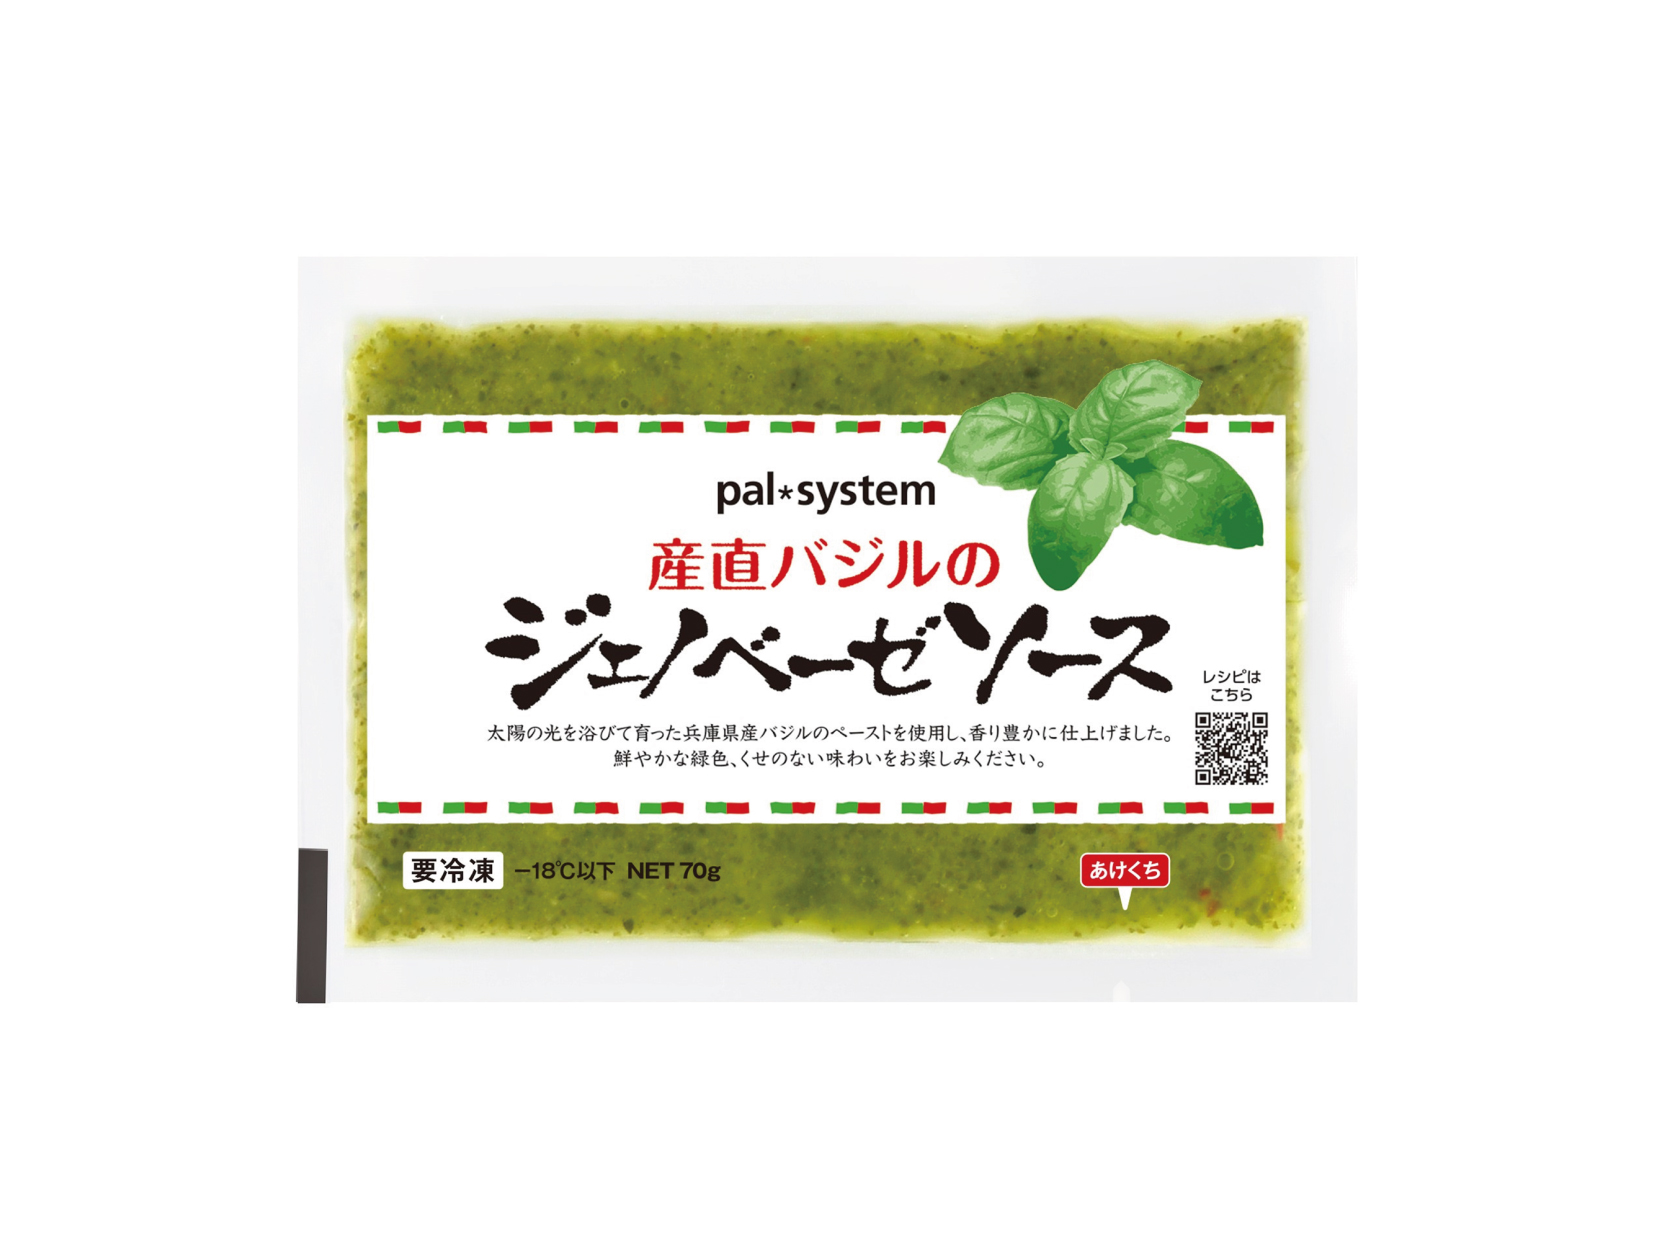 pal*system
産直バジルの
ジェノベーゼソース
レシピは
こちら
太陽の光を浴びて育った兵庫県産バジルのペーストを使用し、香り豊かに仕上げました。
鮮やかな緑色、くせのない味わいをお楽しみください。
要冷凍 −18℃以下 NET 70g
あけくち